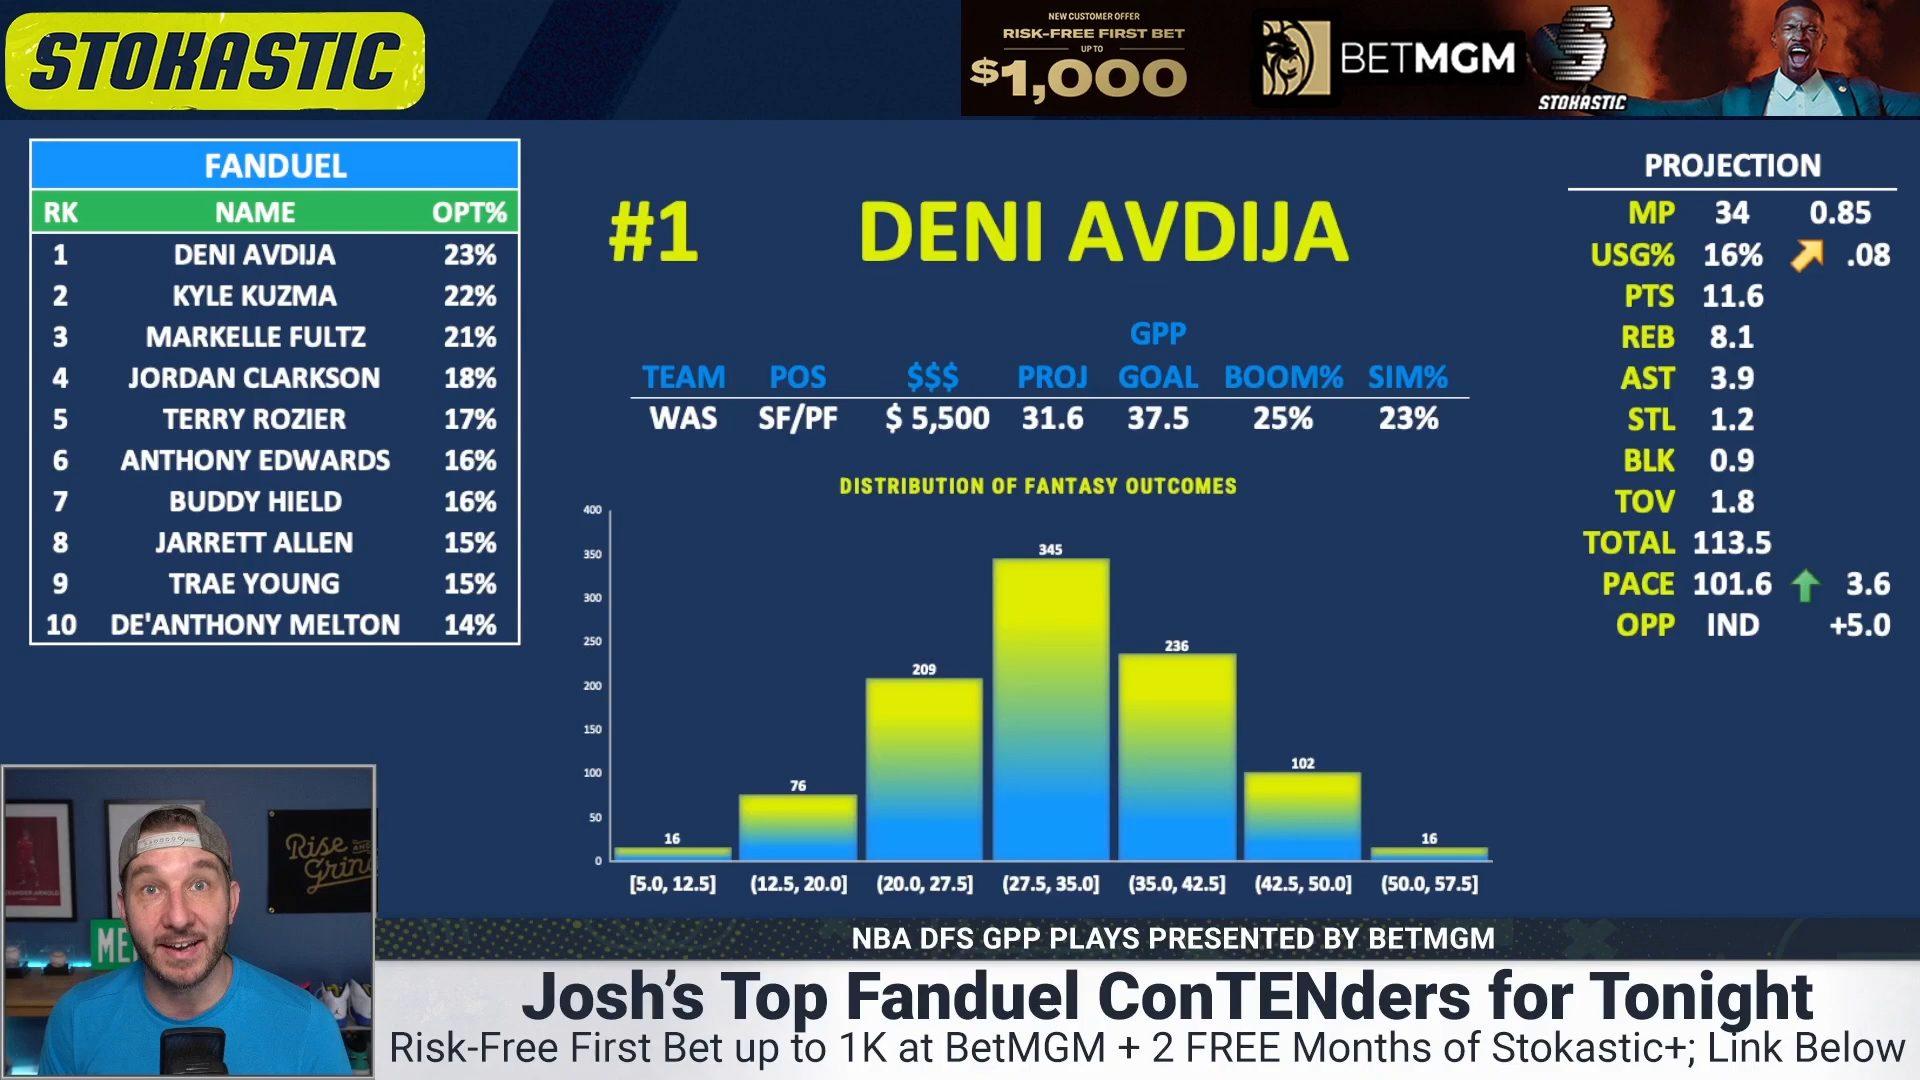 STOKASTIC
NEW CUSTOMER OFFER
RISK-FREE FIRST BET
UP TO
$1,000
BETMGM
STOKASTIC
FANDUEL
RK NAME OPT%
1 DENI AVDIJA 23%
2 KYLE KUZMA 22%
3 MARKELLE FULTZ 21%
4 JORDAN CLARKSON 18%
5 TERRY ROZIER 17%
6 ANTHONY EDWARDS 16%
7 BUDDY HIELD 16%
8 JARRETT ALLEN 15%
9 TRAE YOUNG 15%
10 DE'ANTHONY MELTON 14%
#1 DENI AVDIJA
GPP
TEAM POS $$$ PROJ GOAL BOOM% SIM%
WAS SF/PF $ 5,500 31.6 37.5 25% 23%
DISTRIBUTION OF FANTASY OUTCOMES
400
350
300
250
200
150
100
50
0
16 76 209 345 236 102 16
[5.0, 12.5] (12.5, 20.0] (20.0, 27.5] (27.5, 35.0] (35.0, 42.5] (42.5, 50.0] (50.0, 57.5]
PROJECTION
MP 34 0.85
USG% 16% .08
PTS 11.6
REB 8.1
AST 3.9
STL 1.2
BLK 0.9
TOV 1.8
TOTAL 113.5
PACE 101.6 3.6
OPP IND +5.0
Rise AND
Grin
ME
NBA DFS GPP PLAYS PRESENTED BY BETMGM
Josh's Top Fanduel ConTENders for Tonight
Risk-Free First Bet up to 1K at BetMGM + 2 FREE Months of Stokastic+; Link Below